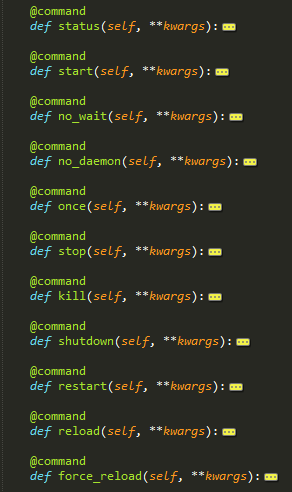 @command
def status(self, **kwargs):
@command
def start(self, **kwargs):
@command
def no_wait(self, **kwargs):
@command
def no_daemon(self, **kwargs):
@command
def once(self, **kwargs):
@command
def stop(self, **kwargs):
@command
def kill(self, **kwargs):
@command
def shutdown(self, **kwargs):
@command
def restart(self, **kwargs):
@command
def reload(self, **kwargs):
@command
def force_reload(self, **kwargs):